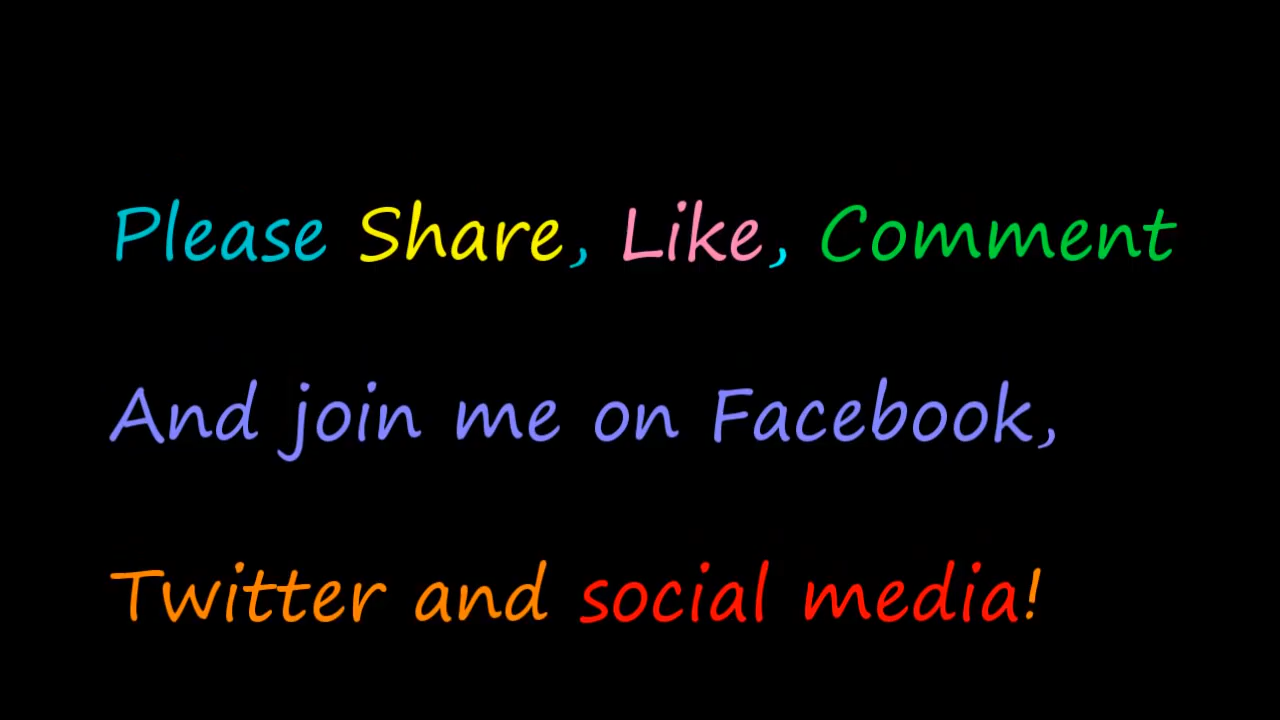 Please Share, Like, Comment
And join me on Facebook,
Twitter and social media!